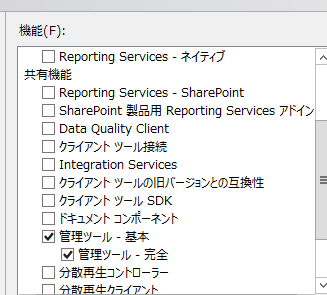 機能(F):
Reporting Services - ネイティブ
共有機能
Reporting Services - SharePoint
SharePoint 製品用 Reporting Services アドイン
Data Quality Client
クライアント ツール接続
Integration Services
クライアント ツールの旧バージョンとの互換性
クライアント ツール SDK
ドキュメント コンポーネント
管理ツール - 基本
管理ツール - 完全
分散再生コントローラー
分散再生クライアント